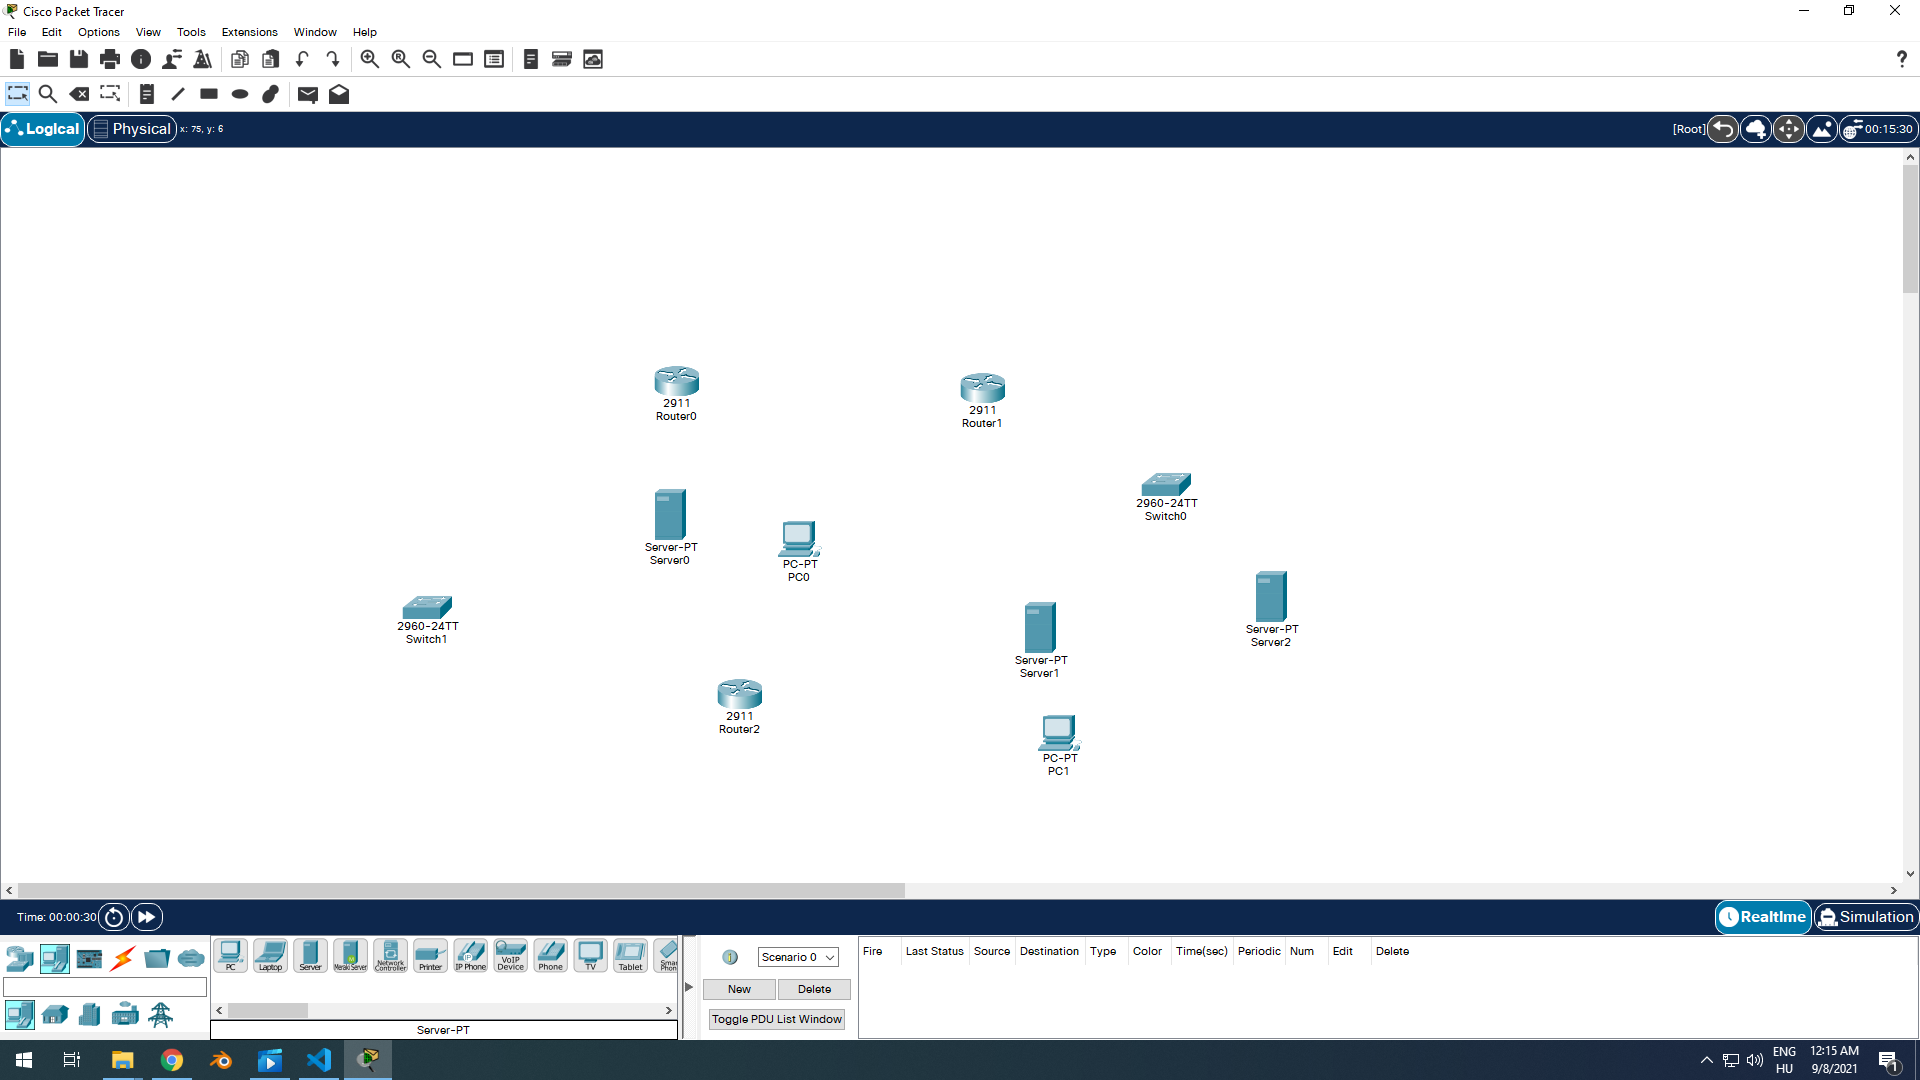 Cisco Packet Tracer
File Edit Options View Tools Extensions Window Help
?
Logical Physical x: 75, y: 6 [Root] 00:15:30
2911
Router0
2911
Router1
2960-24TT
Switch0
Server-PT
Server0
PC-PT
PC0
2960-24TT
Switch1
Server-PT
Server2
Server-PT
Server1
2911
Router2
PC-PT
PC1
Time: 00:00:30 Realtime Simulation
PC Laptop Server Meraki Server Network Controller Printer IP Phone VoIP Device Phone TV Tablet
Server-PT
Scenario 0
New Delete
Toggle PDU List Window
Fire Last Status Source Destination Type Color Time(sec) Periodic Num Edit Delete
ENG
HU
12:15 AM
9/8/2021
1